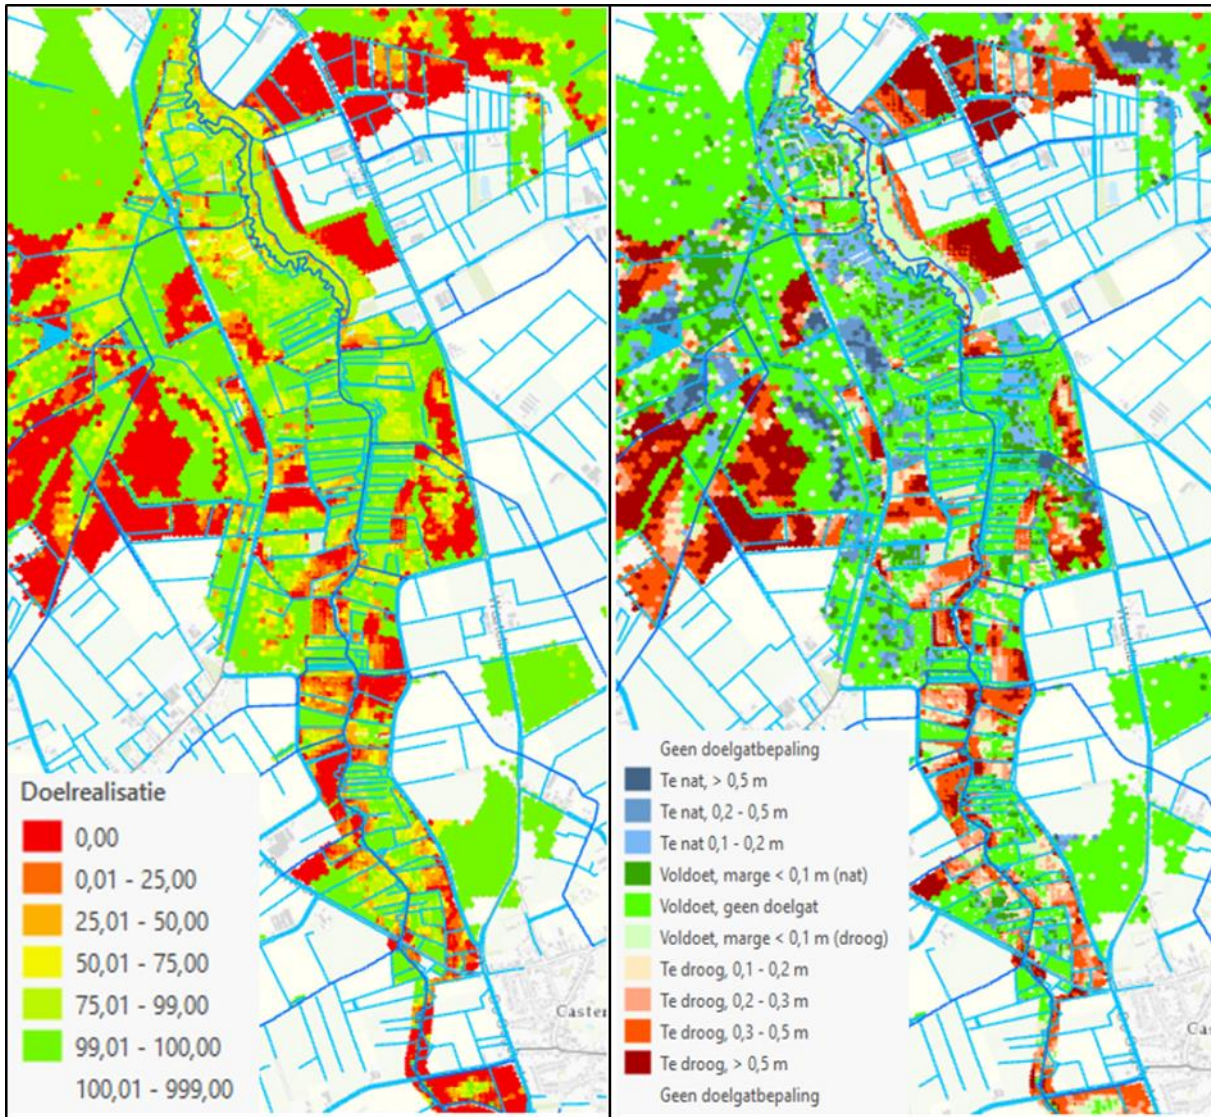 Doelrealisatie
0,00
0,01 - 25,00
25,01 - 50,00
50,01 - 75,00
75,01 - 99,00
99,01 - 100,00
100,01 - 999,00
Caster
Geen doelgatbepaling
Te nat, > 0,5 m
Te nat, 0,2 - 0,5 m
Te nat 0,1 - 0,2 m
Voldoet, marge < 0,1 m (nat)
Voldoet, geen doelgat
Voldoet, marge < 0,1 m (droog)
Te droog, 0,1 - 0,2 m
Te droog, 0,2 - 0,3 m
Te droog, 0,3 - 0,5 m
Te droog, > 0,5 m
Geen doelgatbepaling
Cas